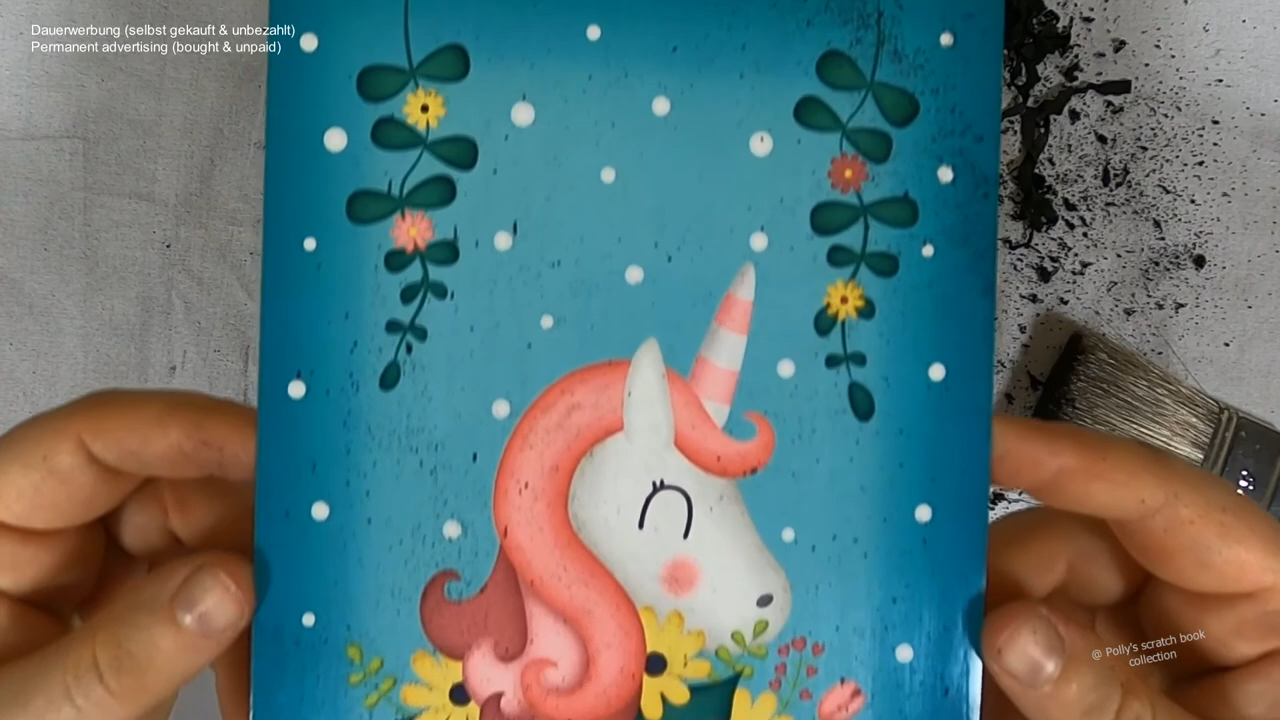 Dauerwerbung (selbst gekauft & unbezahlt)
Permanent advertising (bought & unpaid)
@ Polly's scratch book
collection